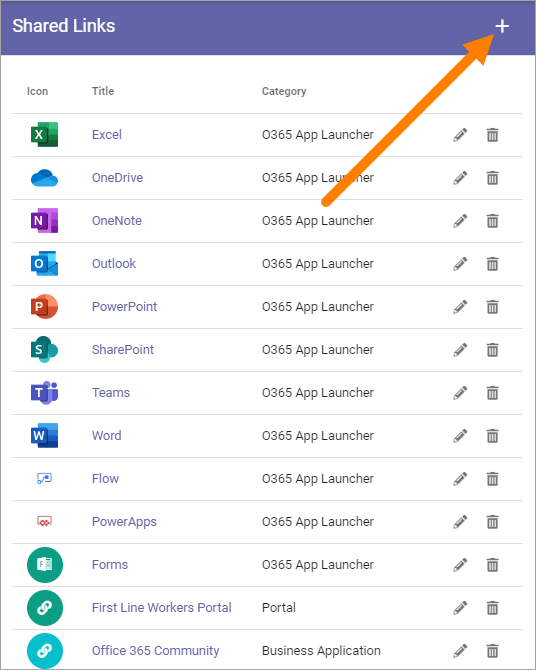 Shared Links +
Icon Title Category
Excel O365 App Launcher
OneDrive O365 App Launcher
OneNote O365 App Launcher
Outlook O365 App Launcher
PowerPoint O365 App Launcher
SharePoint O365 App Launcher
Teams O365 App Launcher
Word O365 App Launcher
Flow O365 App Launcher
PowerApps O365 App Launcher
Forms O365 App Launcher
First Line Workers Portal Portal
Office 365 Community Business Application